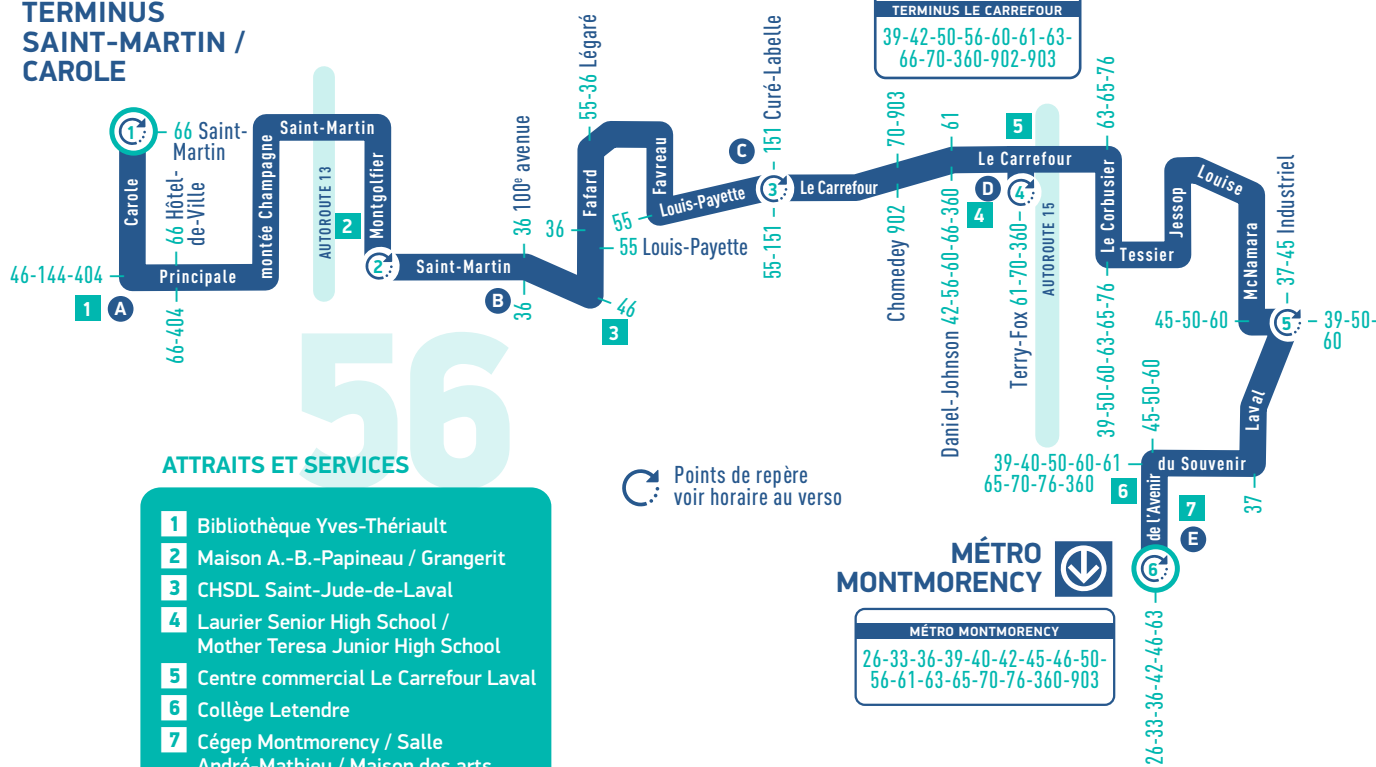 TERMINUS
SAINT-MARTIN /
CAROLE
TERMINUS LE CARREFOUR
39-42-50-56-60-61-63-
66-70-360-902-903
1
66 Saint-
Martin
Carole
66 Hôtel-
de-Ville
46-144-404
Principale
1
A
66-404
montée Champagne
Saint-Martin
AUTOROUTE 13
2
Montgolfier
2
Saint-Martin
B
36 100e avenue
36
55-36 Légaré
Fafard
36
Favreau
55
55 Louis-Payette
46
3
Louis-Payette
C
151 Curé-Labelle
3
55-151
Le Carrefour
70-903
Chomedey 902
61
Daniel-Johnson 42-56-60-66-360
Le Carrefour
5
D
4
4
Terry-Fox 61-70-360
AUTOROUTE 15
63-65-76
Le Corbusier
39-50-60-63-65-76
Tessier
Jessop
Louise
McNamara
37-45 Industriel
45-50-60
5
39-50-
60
Laval
45-50-60
39-40-50-60-61
65-70-76-360
du Souvenir
37
6
de l'Avenir
7
E
6
26-33-36-42-46-63
56
ATTRAITS ET SERVICES
1 Bibliothèque Yves-Thériault
2 Maison A.-B.-Papineau / Grangerit
3 CHSDL Saint-Jude-de-Laval
4 Laurier Senior High School /
Mother Teresa Junior High School
5 Centre commercial Le Carrefour Laval
6 Collège Letendre
7 Cégep Montmorency / Salle
André-Mathieu / Maison des arts
Points de repère
voir horaire au verso
MÉTRO
MONTMORENCY
MÉTRO MONTMORENCY
26-33-36-39-40-42-45-46-50-
56-61-63-65-70-76-360-903